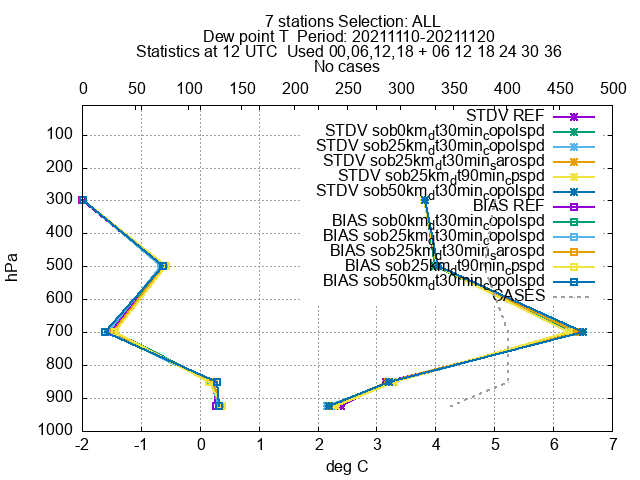 7 stations Selection: ALL
Dew point T  Period: 20211110-20211120
Statistics at 12 UTC  Used 00,06,12,18 + 06 12 18 24 30 36
No cases
0 50 100 150 200 250 300 350 400 450 500
STDV REF
STDV sob0km_dt30min_copolspd
STDV sob25km_dt30min_copolspd
STDV sob25km_dt30min_sarospd
STDV sob25km_dt90min_cpspd
STDV sob50km_dt30min_copolspd
BIAS REF
BIAS sob0km_dt30min_copolspd
BIAS sob25km_dt30min_copolspd
BIAS sob25km_dt30min_sarospd
BIAS sob25km_dt90min_cpspd
BIAS sob50km_dt30min_copolspd
CASES
100
200
300
400
500
600
700
800
900
1000
hPa
-2 -1 0 1 2 3 4 5 6 7
deg C